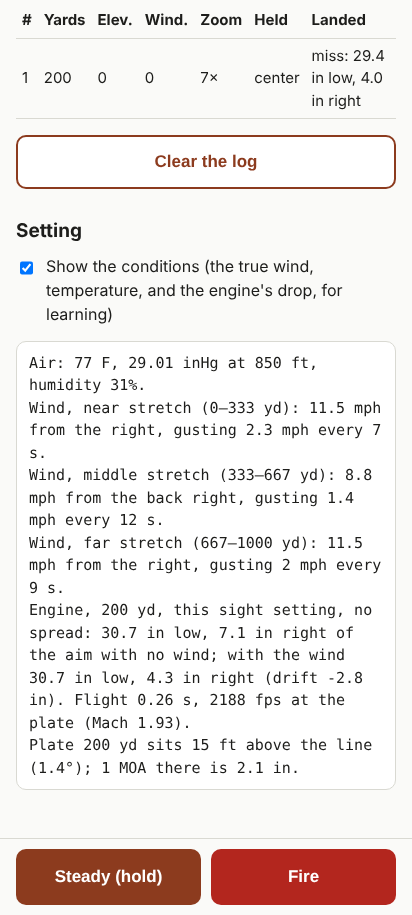 # Yards Elev. Wind. Zoom Held Landed
1 200 0 0 7× center miss: 29.4 in low, 4.0 in right
Clear the log
Setting
Show the conditions (the true wind,
temperature, and the engine's drop, for
learning)
Air: 77 F, 29.01 inHg at 850 ft,
humidity 31%.
Wind, near stretch (0–333 yd): 11.5 mph
from the right, gusting 2.3 mph every 7
s.
Wind, middle stretch (333–667 yd): 8.8
mph from the back right, gusting 1.4
mph every 12 s.
Wind, far stretch (667–1000 yd): 11.5
mph from the right, gusting 2 mph every
9 s.
Engine, 200 yd, this sight setting, no
spread: 30.7 in low, 7.1 in right of
the aim with no wind; with the wind
30.7 in low, 4.3 in right (drift -2.8
in). Flight 0.26 s, 2188 fps at the
plate (Mach 1.93).
Plate 200 yd sits 15 ft above the line
(1.4°); 1 MOA there is 2.1 in.
Steady (hold)
Fire